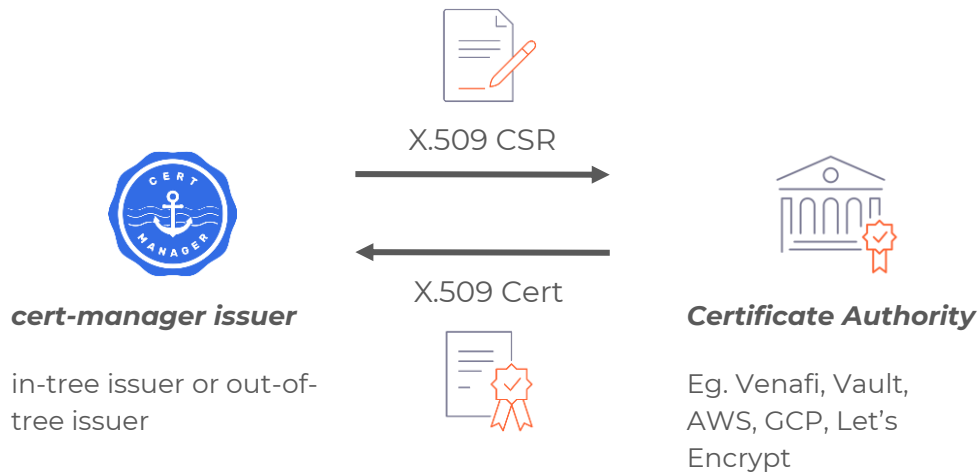 X.509 CSR
CERT
MANAGER
X.509 Cert
cert-manager issuer
Certificate Authority
in-tree issuer or out-of-
tree issuer
Eg. Venafi, Vault,
AWS, GCP, Let’s
Encrypt